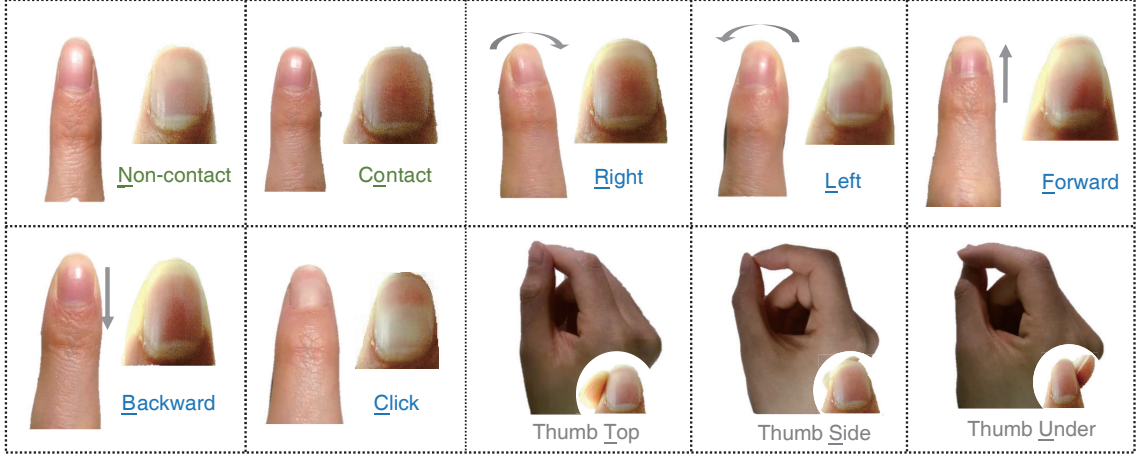 Non-contact
Contact
Right
Left
Forward
Backward
Click
Thumb Top
Thumb Side
Thumb Under